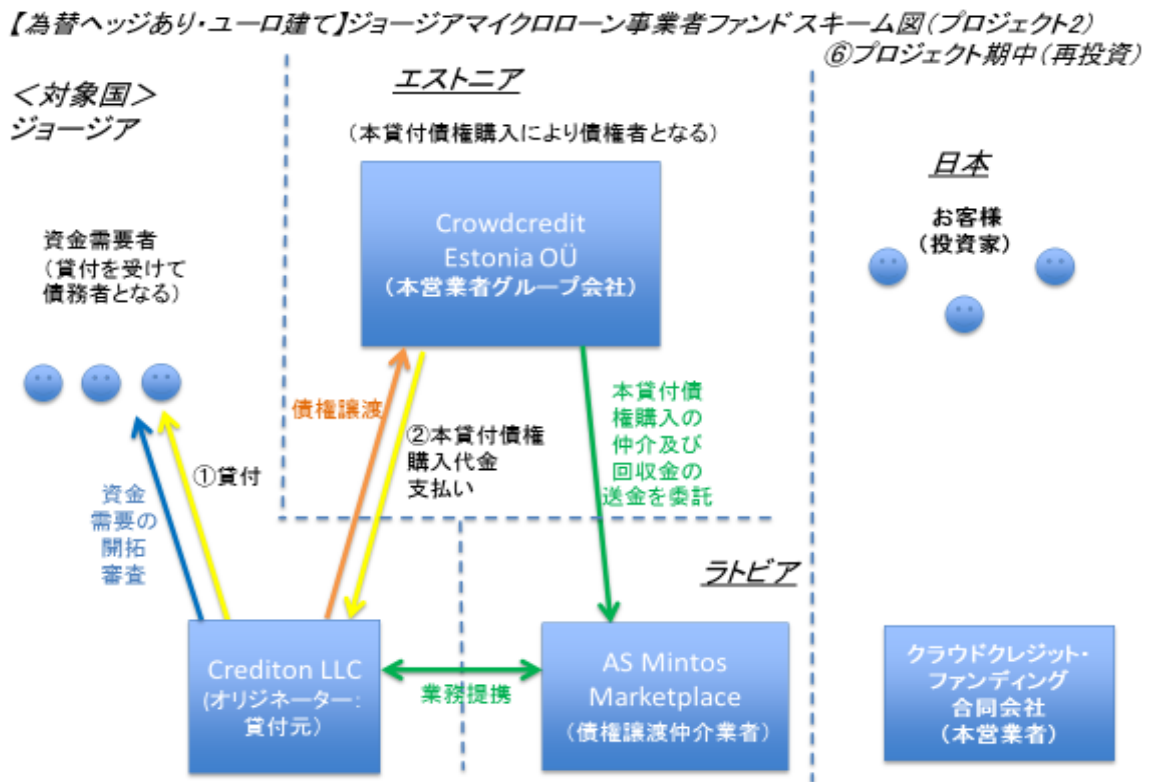 【為替ヘッジあり・ユーロ建て】ジョージアマイクロローン事業者ファンドスキーム図(プロジェクト2)
⑥プロジェクト期中(再投資)
<対象国>
ジョージア
エストニア
(本貸付債権購入により債権者となる)
日本
お客様
(投資家)
資金需要者
(貸付を受けて
債務者となる)
Crowdcredit
Estonia OÜ
(本営業者グループ会社)
債権譲渡
②本貸付債権
購入代金
支払い
本貸付債
権購入の
仲介及び
回収金の
送金を委託
①貸付
資金
需要の
開拓
審査
ラトビア
Crediton LLC
(オリジネーター:
貸付元)
業務提携
AS Mintos
Marketplace
(債権譲渡仲介業者)
クラウドクレジット・
ファンディング
合同会社
(本営業者)